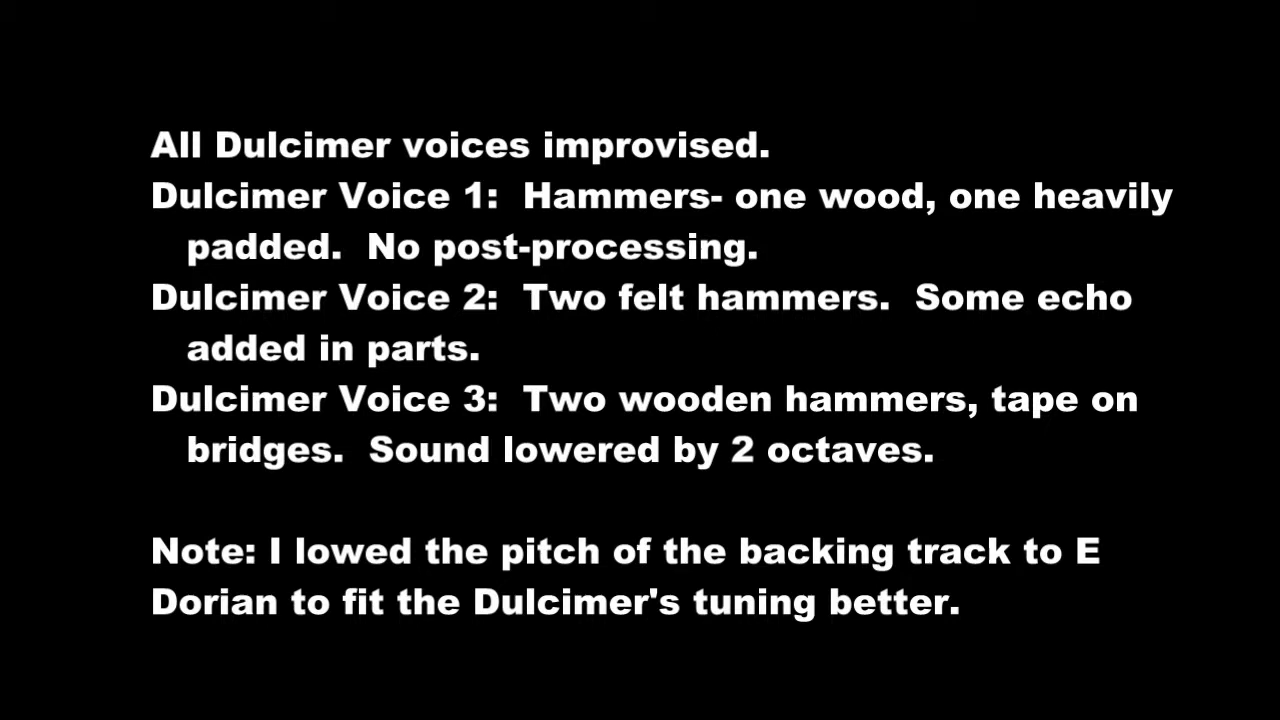 All Dulcimer voices improvised.
Dulcimer Voice 1:  Hammers- one wood, one heavily
padded.  No post-processing.
Dulcimer Voice 2:  Two felt hammers.  Some echo
added in parts.
Dulcimer Voice 3:  Two wooden hammers, tape on
bridges.  Sound lowered by 2 octaves.
Note: I lowed the pitch of the backing track to E
Dorian to fit the Dulcimer's tuning better.